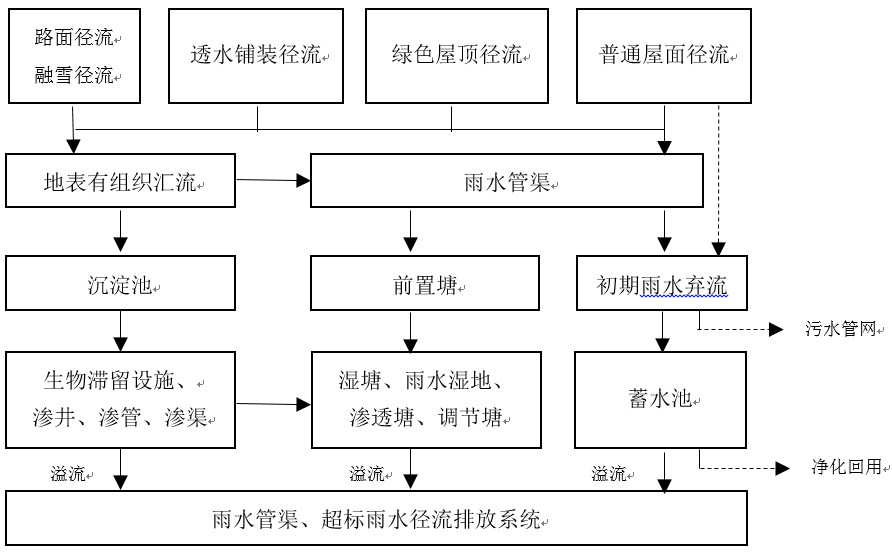 路面径流
融雪径流
透水铺装径流
绿色屋顶径流
普通屋面径流
地表有组织汇流
雨水管渠
沉淀池
前置塘
初期雨水弃流
污水管网
生物滞留设施、
渗井、渗管、渗渠
湿塘、雨水湿地、
渗透塘、调节塘
蓄水池
溢流
溢流
溢流
净化回用
雨水管渠、超标雨水径流排放系统